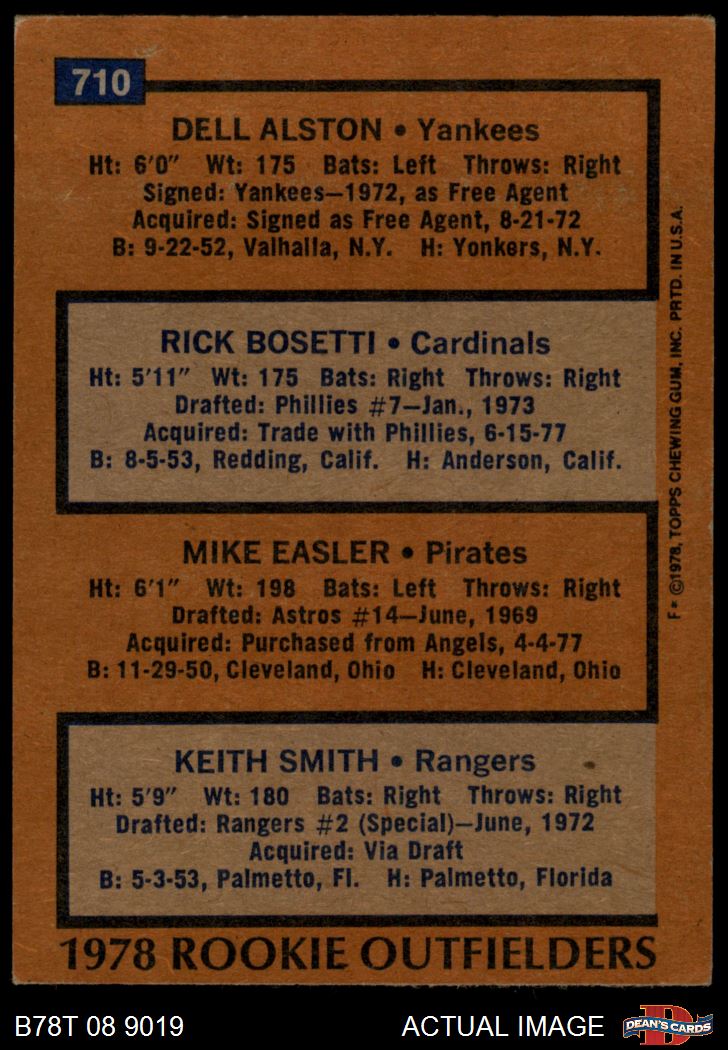 710
DELL ALSTON • Yankees
Ht: 6'0" Wt: 175 Bats: Left Throws: Right
Signed: Yankees—1972, as Free Agent
Acquired: Signed as Free Agent, 8-21-72
B: 9-22-52, Valhalla, N.Y. H: Yonkers, N.Y.
RICK BOSETTI • Cardinals
Ht: 5'11" Wt: 175 Bats: Right Throws: Right
Drafted: Phillies #7—Jan., 1973
Acquired: Trade with Phillies, 6-15-77
B: 8-5-53, Redding, Calif. H: Anderson, Calif.
MIKE EASLER • Pirates
Ht: 6'1" Wt: 198 Bats: Left Throws: Right
Drafted: Astros #14—June, 1969
Acquired: Purchased from Angels, 4-4-77
B: 11-29-50, Cleveland, Ohio H: Cleveland, Ohio
KEITH SMITH • Rangers
Ht: 5'9" Wt: 180 Bats: Right Throws: Right
Drafted: Rangers #2 (Special)—June, 1972
Acquired: Via Draft
B: 5-3-53, Palmetto, Fl. H: Palmetto, Florida
1978 ROOKIE OUTFIELDERS
F* ©1978, TOPPS CHEWING GUM, INC. PRTD. IN U.S.A.
B78T 08 9019 ACTUAL IMAGE
D
DEAN'S CARDS